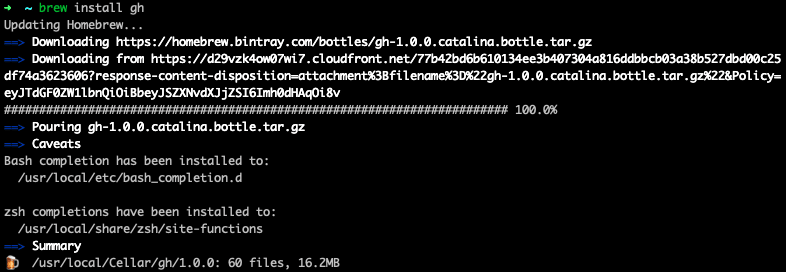 ➜  ~ brew install gh
Updating Homebrew...
==> Downloading https://homebrew.bintray.com/bottles/gh-1.0.0.catalina.bottle.tar.gz
==> Downloading from https://d29vzk4ow07wi7.cloudfront.net/77b42bd6b610134ee3b407304a816ddbbcb03a38b527dbd00c25
df74a3623606?response-content-disposition=attachment%3Bfilename%3D%22gh-1.0.0.catalina.bottle.tar.gz%22&Policy=
eyJTdGF0ZW1lbnQiOiBbeyJSZXNvdXJjZSI6Imh0dHAqOi8v
######################################################################## 100.0%
==> Pouring gh-1.0.0.catalina.bottle.tar.gz
==> Caveats
Bash completion has been installed to:
  /usr/local/etc/bash_completion.d

zsh completions have been installed to:
  /usr/local/share/zsh/site-functions
==> Summary
🍺  /usr/local/Cellar/gh/1.0.0: 60 files, 16.2MB